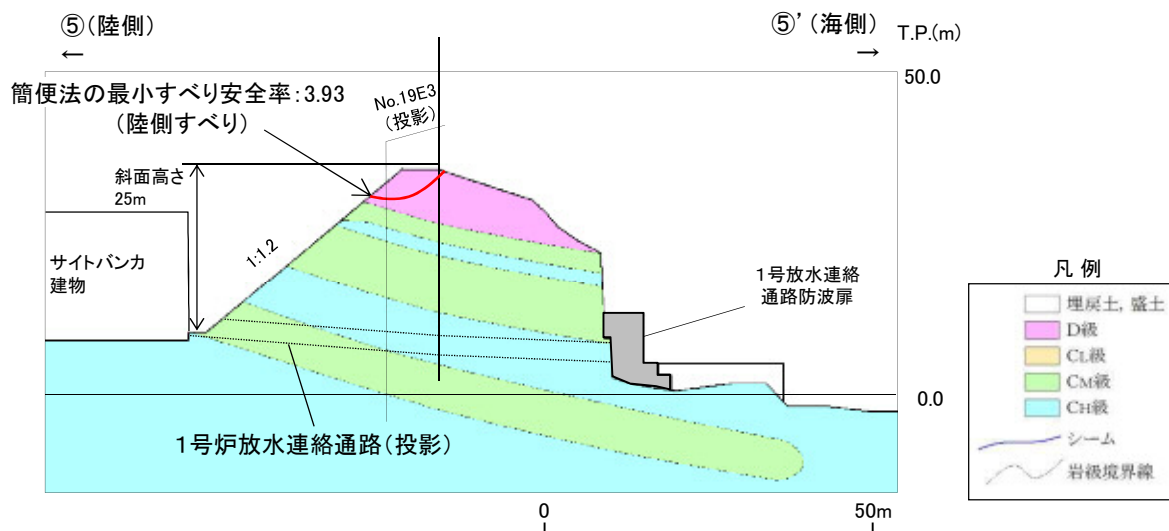 ⑤(陸側)
←
⑤’(海側)
→
T.P.(m)
50.0
簡便法の最小すべり安全率:3.93
(陸側すべり)
No.19E3
(投影)
斜面高さ
25m
1:1.2
サイトバンカ
建物
1号放水連絡
通路防波扉
凡 例
埋戻土, 盛土
D級
CL級
CM級
CH級
シーム
岩級境界線
0.0
1号炉放水連絡通路(投影)
0
50m